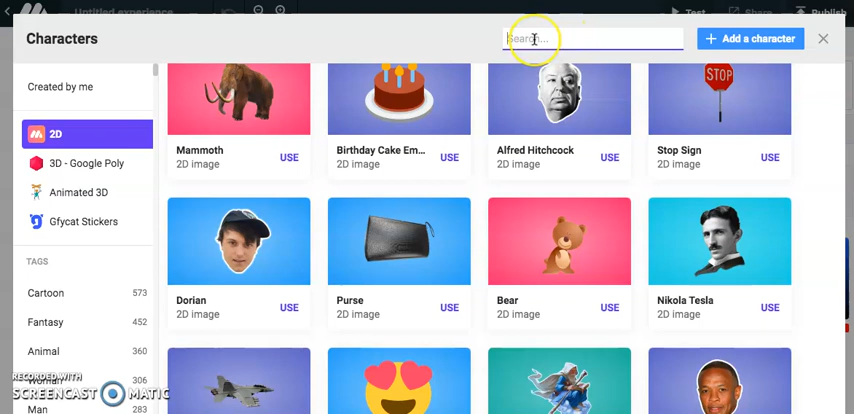 Untitled experience
Test
Share
Publish
Characters
Search...
+ Add a character
Created by me
2D
3D - Google Poly
Animated 3D
Gfycat Stickers
TAGS
Cartoon 573
Fantasy 452
Animal 360
Woman
Man 283
STOP
Mammoth
2D image
USE
Birthday Cake Em...
2D image
USE
Alfred Hitchcock
2D image
USE
Stop Sign
2D image
USE
Dorian
2D image
USE
Purse
2D image
USE
Bear
2D image
USE
Nikola Tesla
2D image
USE
RECORDED WITH
SCREENCAST MATIC